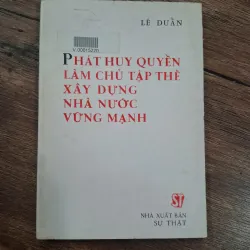 LÊ DUẨN
PHÁT HUY QUYỀN
LÀM CHỦ TẬP THỂ
XÂY DỰNG
NHÀ NƯỚC
VỮNG MẠNH
ST
NHÀ XUẤT BẢN
SỰ THẬT